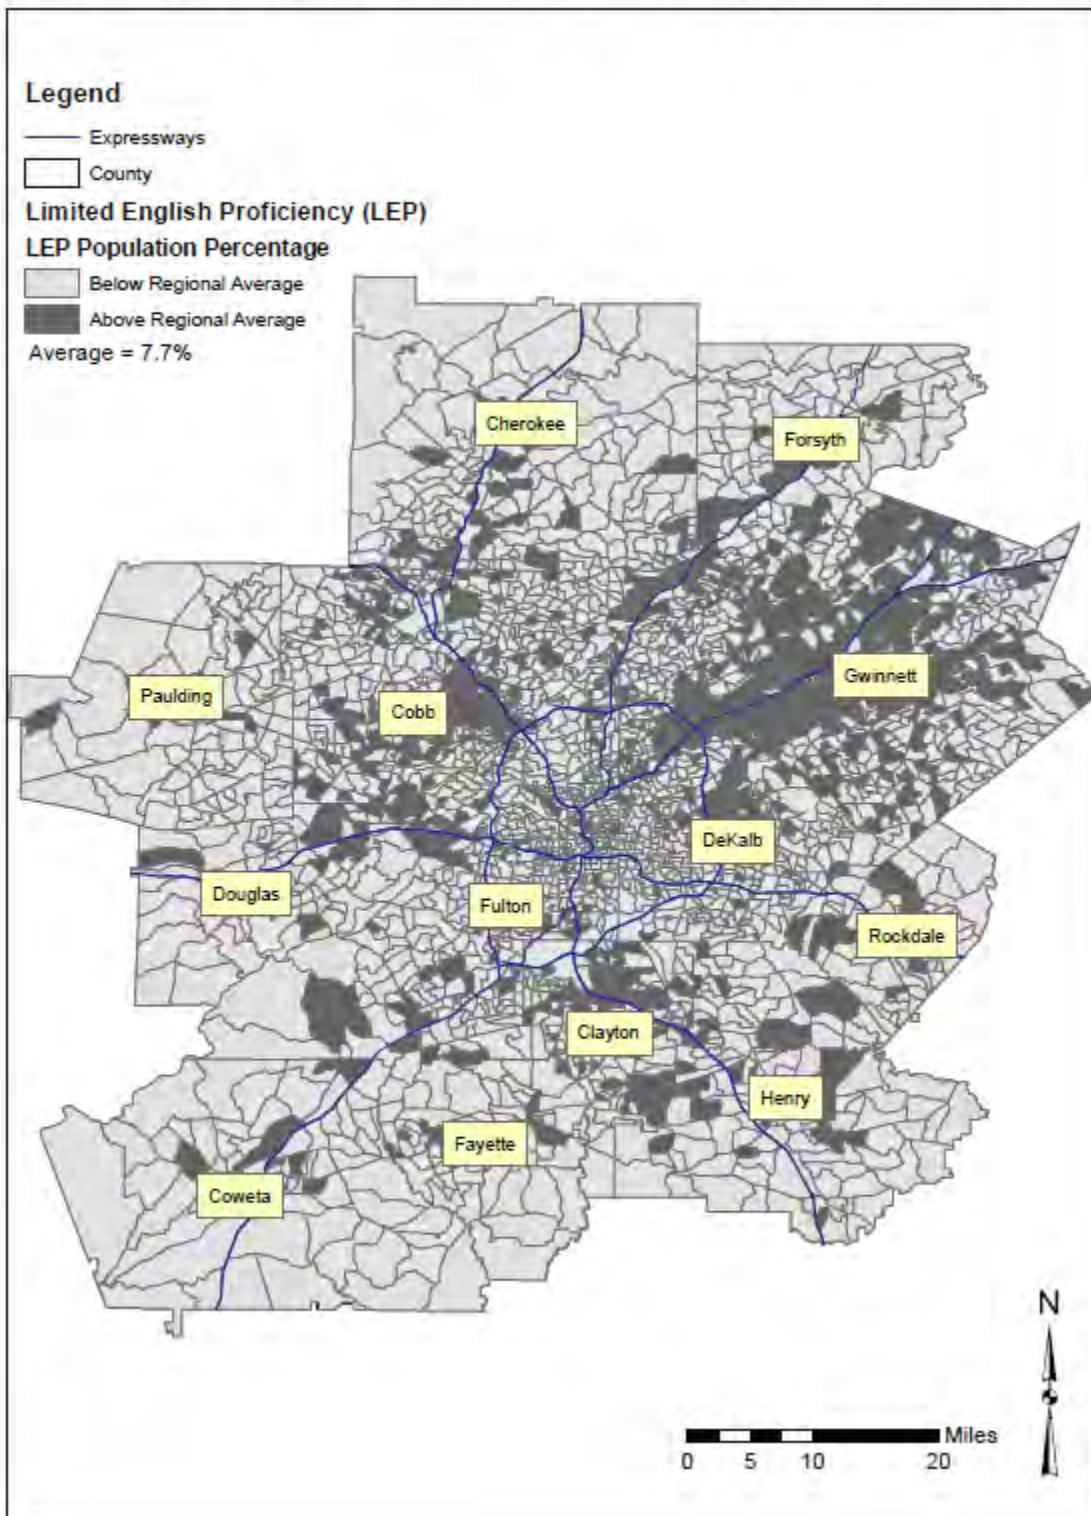 Legend
Expressways
County
Limited English Proficiency (LEP)
LEP Population Percentage
Below Regional Average
Above Regional Average
Average = 7.7%
Cherokee
Forsyth
Paulding
Cobb
Gwinnett
DeKalb
Douglas
Fulton
Rockdale
Clayton
Henry
Fayette
Coweta
N
Miles
0 5 10 20